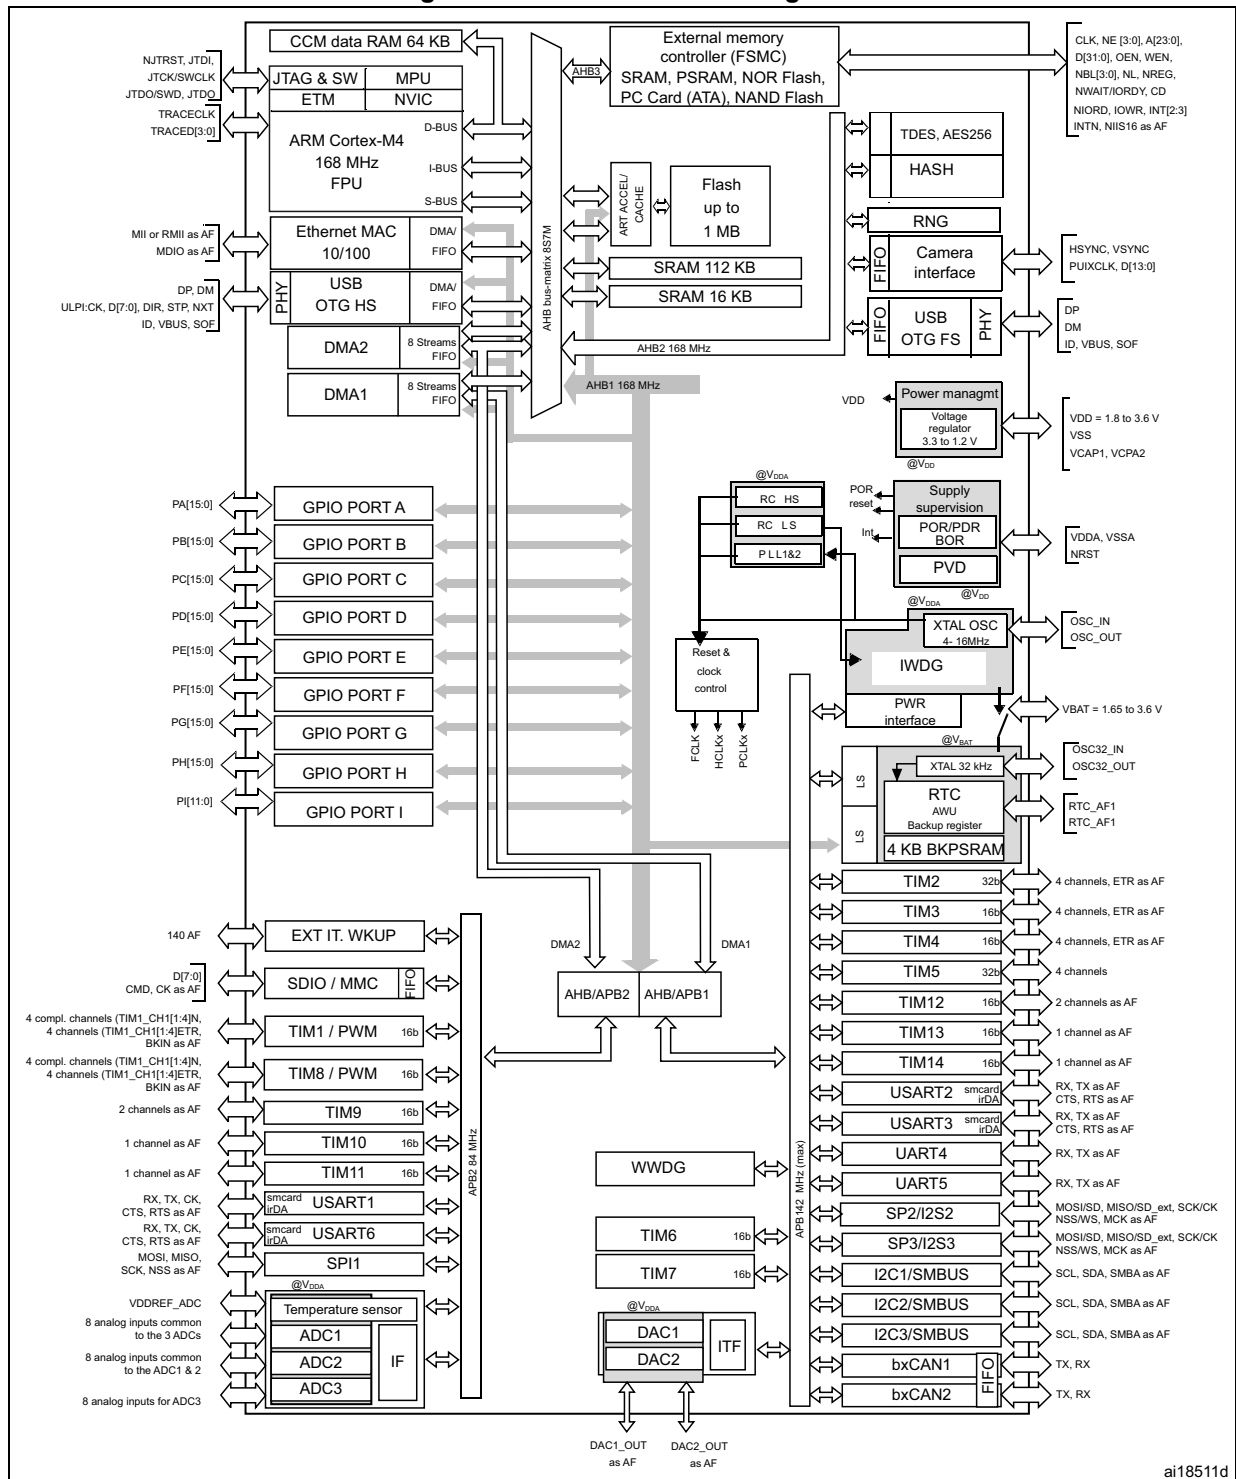 CCM data RAM 64 KB
NJTRST, JTDI,
JTCK/SWCLK
JTDO/SWD, JTDO
TRACECLK
TRACED[3:0]
JTAG & SW
MPU
ETM
NVIC
ARM Cortex-M4
168 MHz
FPU
D-BUS
I-BUS
S-BUS
MII or RMII as AF
MDIO as AF
Ethernet MAC
10/100
DMA/
FIFO
DP, DM
ULPI:CK, D[7:0], DIR, STP, NXT
ID, VBUS, SOF
PHY
USB
OTG HS
DMA/
FIFO
DMA2
8 Streams
FIFO
DMA1
8 Streams
FIFO
AHB bus-matrix 8S7M
AHB3
External memory
controller (FSMC)
SRAM, PSRAM, NOR Flash,
PC Card (ATA), NAND Flash
CLK, NE [3:0], A[23:0],
D[31:0], OEN, WEN,
NBL[3:0], NL, NREG,
NWAIT/IORDY, CD
NIORD, IOWR, INT[2:3]
INTN, NIIS16 as AF
ART ACCEL/
CACHE
Flash
up to
1 MB
SRAM 112 KB
SRAM 16 KB
AHB2 168 MHz
AHB1 168 MHz
TDES, AES256
HASH
RNG
FIFO
Camera
interface
HSYNC, VSYNC
PUIXCLK, D[13:0]
FIFO
USB
OTG FS
PHY
DP
DM
ID, VBUS, SOF
VDD
Power managmt
Voltage
regulator
3.3 to 1.2 V
@VDD
VDD = 1.8 to 3.6 V
VSS
VCAP1, VCPA2
@VDDA
RC HS
RC LS
PLL1&2
POR
reset
Int
Supply
supervision
POR/PDR
BOR
PVD
@VDD
VDDA, VSSA
NRST
@VDDA
XTAL OSC
4- 16MHz
IWDG
OSC_IN
OSC_OUT
PWR
interface
VBAT = 1.65 to 3.6 V
Reset &
clock
control
FCLK
HCLKx
PCLKx
@VBAT
LS
LS
XTAL 32 kHz
RTC
AWU
Backup register
4 KB BKPSRAM
OSC32_IN
OSC32_OUT
RTC_AF1
RTC_AF1
PA[15:0]
GPIO PORT A
PB[15:0]
GPIO PORT B
PC[15:0]
GPIO PORT C
PD[15:0]
GPIO PORT D
PE[15:0]
GPIO PORT E
PF[15:0]
GPIO PORT F
PG[15:0]
GPIO PORT G
PH[15:0]
GPIO PORT H
PI[11:0]
GPIO PORT I
DMA2
DMA1
AHB/APB2
AHB/APB1
140 AF
EXT IT. WKUP
D[7:0]
CMD, CK as AF
SDIO / MMC
FIFO
4 compl. channels (TIM1_CH1[1:4]N,
4 channels (TIM1_CH1[1:4]ETR,
BKIN as AF
TIM1 / PWM
16b
4 compl. channels (TIM1_CH1[1:4]N,
4 channels (TIM1_CH1[1:4]ETR,
BKIN as AF
TIM8 / PWM
16b
2 channels as AF
TIM9
16b
1 channel as AF
TIM10
16b
1 channel as AF
TIM11
16b
RX, TX, CK,
CTS, RTS as AF
smcard
irDA
USART1
RX, TX, CK,
CTS, RTS as AF
smcard
irDA
USART6
MOSI, MISO,
SCK, NSS as AF
SPI1
@VDDA
VDDREF_ADC
Temperature sensor
8 analog inputs common
to the 3 ADCs
ADC1
8 analog inputs common
to the ADC1 & 2
ADC2
8 analog inputs for ADC3
ADC3
IF
APB2 84 MHz
WWDG
TIM6
16b
TIM7
16b
@VDDA
DAC1
DAC2
ITF
DAC1_OUT
as AF
DAC2_OUT
as AF
APB142 MHz (max)
TIM2
32b
4 channels, ETR as AF
TIM3
16b
4 channels, ETR as AF
TIM4
16b
4 channels, ETR as AF
TIM5
32b
4 channels
TIM12
16b
2 channels as AF
TIM13
16b
1 channel as AF
TIM14
16b
1 channel as AF
USART2
smcard
irDA
RX, TX as AF
CTS, RTS as AF
USART3
smcard
irDA
RX, TX as AF
CTS, RTS as AF
UART4
RX, TX as AF
UART5
RX, TX as AF
SP2/I2S2
MOSI/SD, MISO/SD_ext, SCK/CK
NSS/WS, MCK as AF
SP3/I2S3
MOSI/SD, MISO/SD_ext, SCK/CK
NSS/WS, MCK as AF
I2C1/SMBUS
SCL, SDA, SMBA as AF
I2C2/SMBUS
SCL, SDA, SMBA as AF
I2C3/SMBUS
SCL, SDA, SMBA as AF
bxCAN1
TX, RX
bxCAN2
FIFO
TX, RX
ai18511d